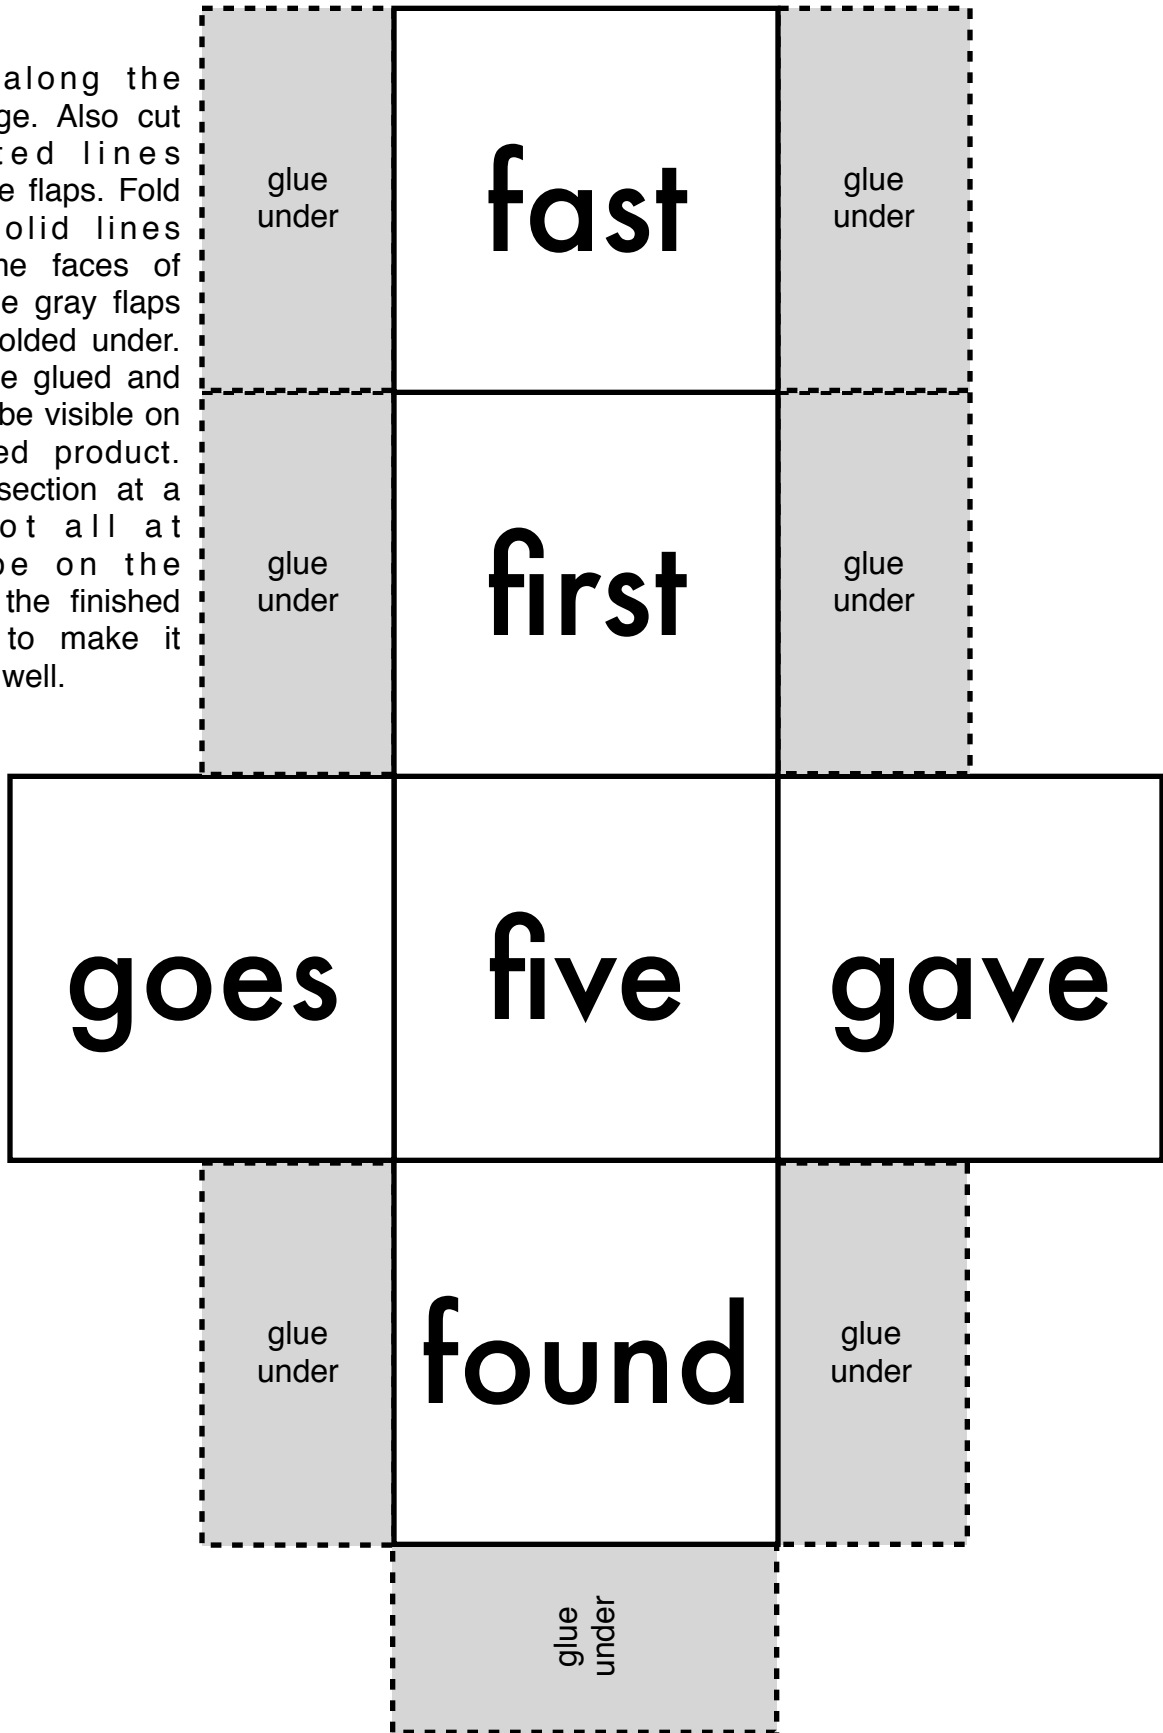 along the
ge. Also cut
ted lines
e flaps. Fold
olid lines
he faces of
e gray flaps
olded under.
e glued and
be visible on
ed product.
section at a
ot all at
pe on the
the finished
to make it
well.
glue
under
fast
glue
under
glue
under
first
glue
under
goes
five
gave
glue
under
found
glue
under
glue
under